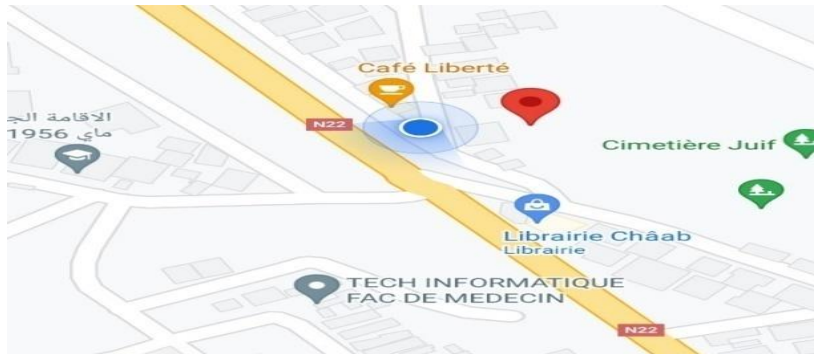 Café Liberté
N22
الاقامة الج
ماي 1956
Cimetière Juif
Librairie Châab
Librairie
TECH INFORMATIQUE
FAC DE MEDECIN
N22